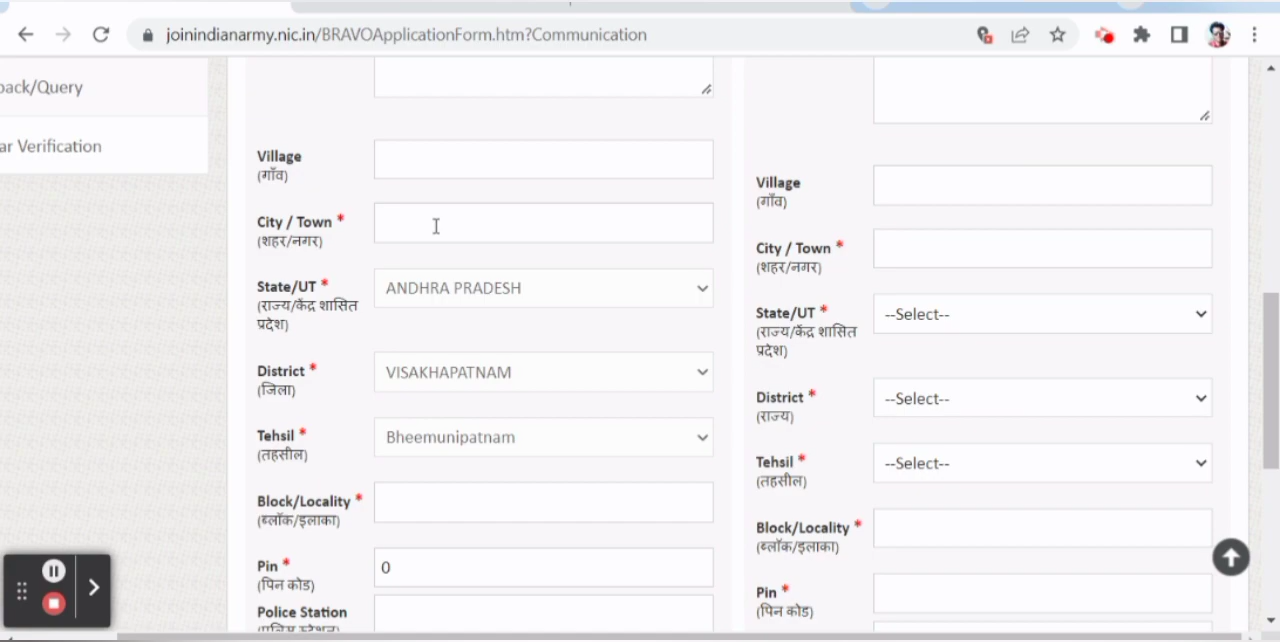 joinindianarmy.nic.in/BRAVOApplicationForm.htm?Communication
back/Query
ar Verification
Village
(गाँव)
City / Town *
(शहर/नगर)
State/UT *
(राज्य/केंद्र शासित
प्रदेश)
ANDHRA PRADESH
District *
(जिला)
VISAKHAPATNAM
Tehsil *
(तहसील)
Bheemunipatnam
Block/Locality *
(ब्लॉक/इलाका)
Pin *
(पिन कोड)
0
Police Station
(पुलिस स्टेशन)
Village
(गाँव)
City / Town *
(शहर/नगर)
State/UT *
(राज्य/केंद्र शासित
प्रदेश)
--Select--
District *
(राज्य)
--Select--
Tehsil *
(तहसील)
--Select--
Block/Locality *
(ब्लॉक/इलाका)
Pin *
(पिन कोड)